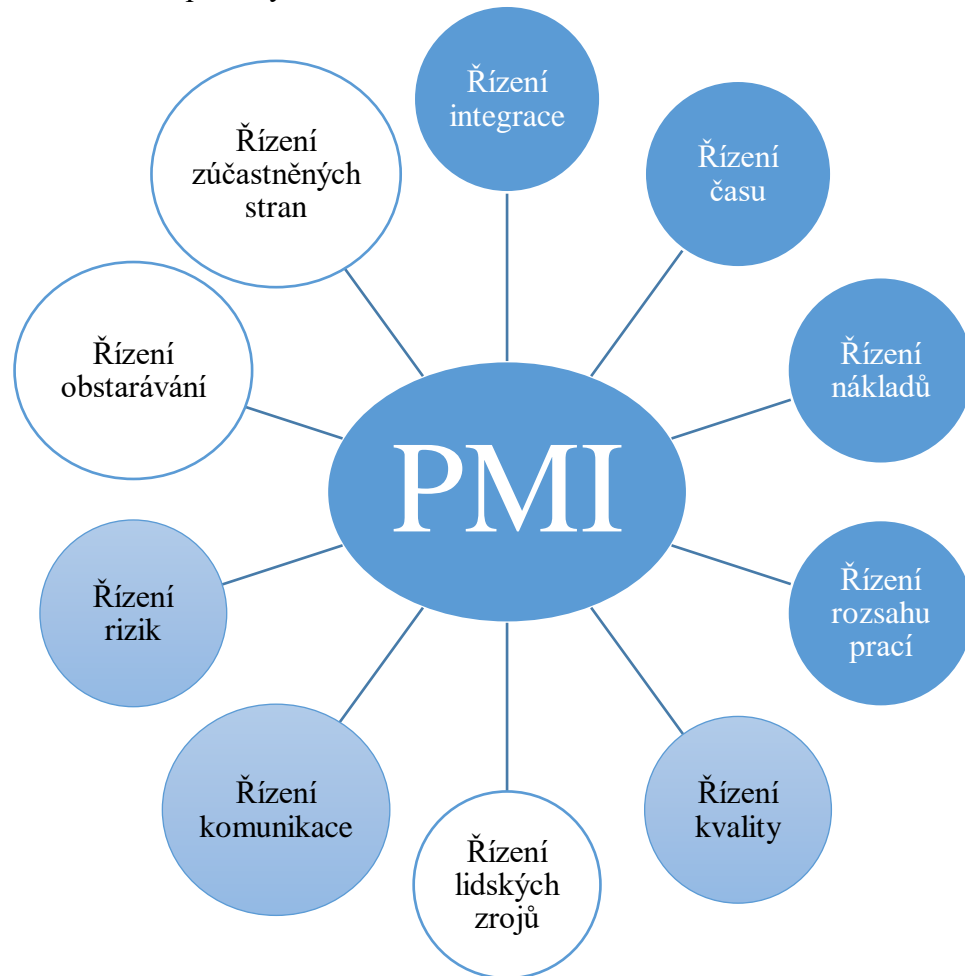 Řízení
integrace
Řízení
času
Řízení
nákladů
Řízení
rozsahu
prací
Řízení
kvality
Řízení
lidských
zrojů
Řízení
komunikace
Řízení
rizik
Řízení
obstarávání
Řízení
zúčastněných
stran
PMI